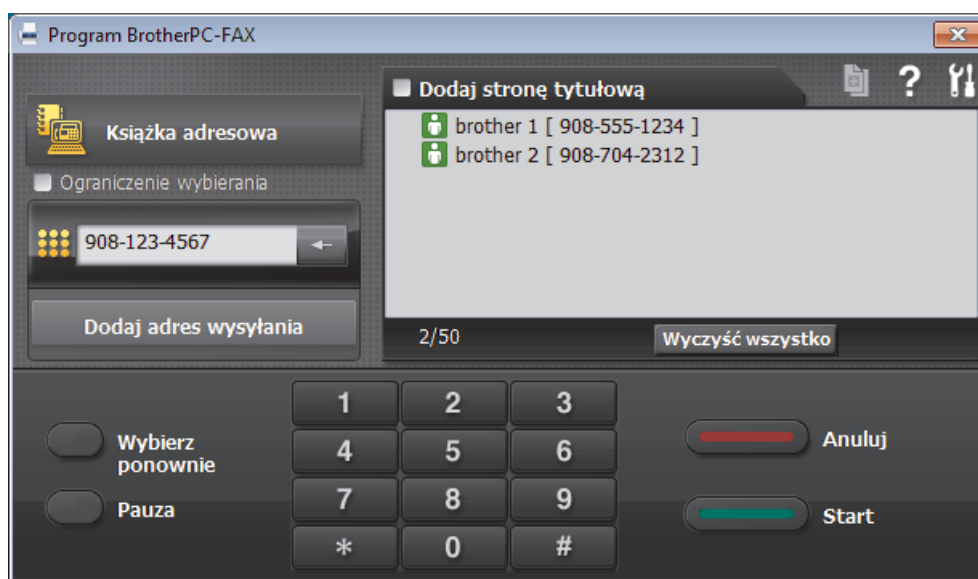 Program BrotherPC-FAX
Książka adresowa
Ograniczenie wybierania
908-123-4567
Dodaj adres wysyłania
Dodaj stronę tytułową
?
brother 1 [ 908-555-1234 ]
brother 2 [ 908-704-2312 ]
2/50
Wyczyść wszystko
Wybierz
ponownie
Pauza
1 2 3
4 5 6
7 8 9
* 0 #
Anuluj
Start